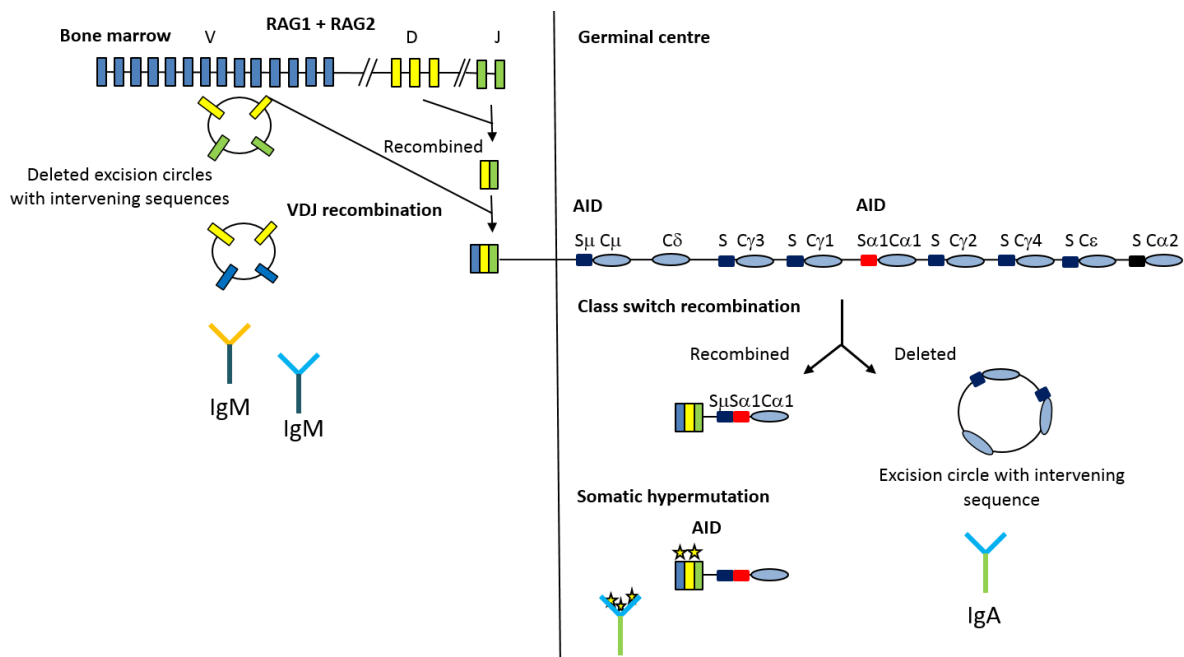 Bone marrow
RAG1 + RAG2
V
D
J
Recombined
Deleted excision circles
with intervening sequences
VDJ recombination
IgM
IgM
Germinal centre
AID
AID
Sμ Cμ Cδ S Cγ3 S Cγ1 Sα1Cα1 S Cγ2 S Cγ4 S Cε S Cα2
Class switch recombination
Recombined
Deleted
SμSα1Cα1
Excision circle with intervening
sequence
Somatic hypermutation
AID
IgA